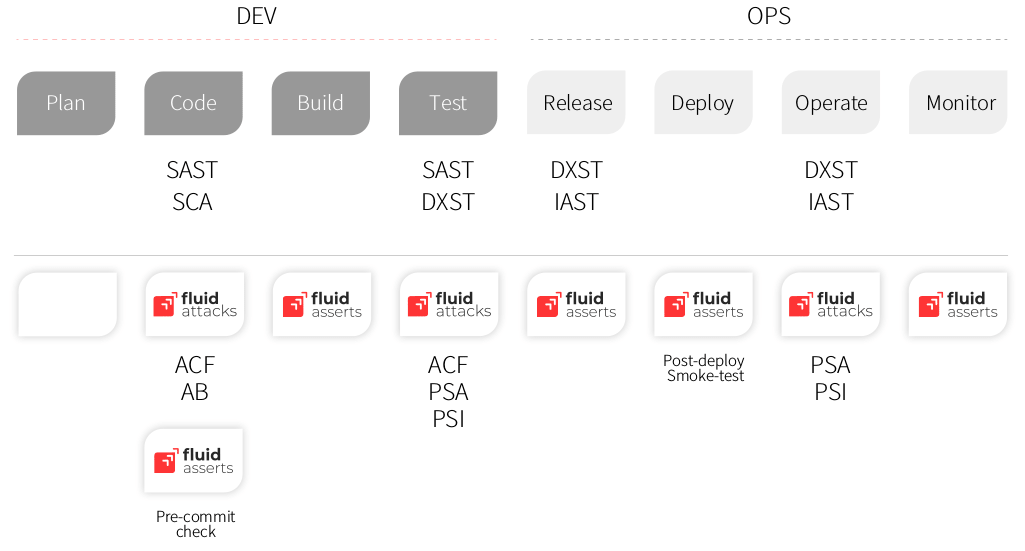 DEV
OPS
Plan
Code
Build
Test
Release
Deploy
Operate
Monitor
SAST
SCA
SAST
DXST
DXST
IAST
DXST
IAST
fluid
attacks
fluid
asserts
fluid
attacks
fluid
asserts
fluid
asserts
fluid
attacks
fluid
asserts
ACF
AB
ACF
PSA
PSI
Post-deploy
Smoke-test
PSA
PSI
fluid
asserts
Pre-commit
check